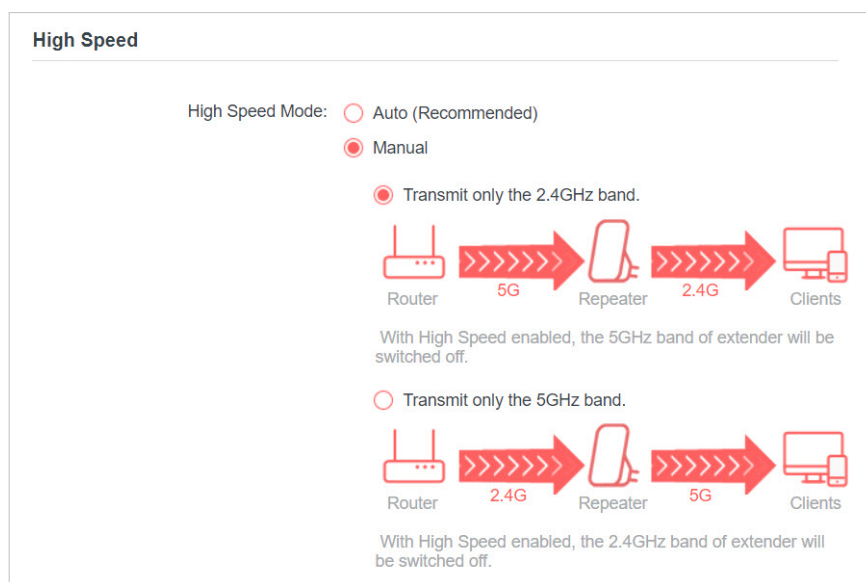 High Speed
High Speed Mode: Auto (Recommended)
Manual
Transmit only the 2.4GHz band.
5G 2.4G
Router Repeater Clients
With High Speed enabled, the 5GHz band of extender will be
switched off.
Transmit only the 5GHz band.
2.4G 5G
Router Repeater Clients
With High Speed enabled, the 2.4GHz band of extender will
be switched off.